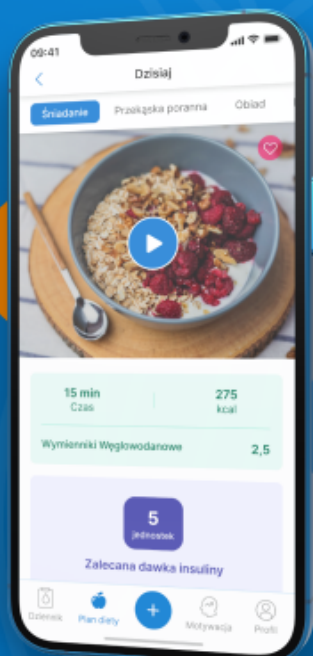 09:41
Dzisiaj
Śniadanie Przekąska poranna Obiad
15 min 275
Czas kcal
Wymienniki Węglowodanowe 2,5
5
jednostek
Zalecana dawka insuliny
Dziennik Plan diety Motywacja Profil